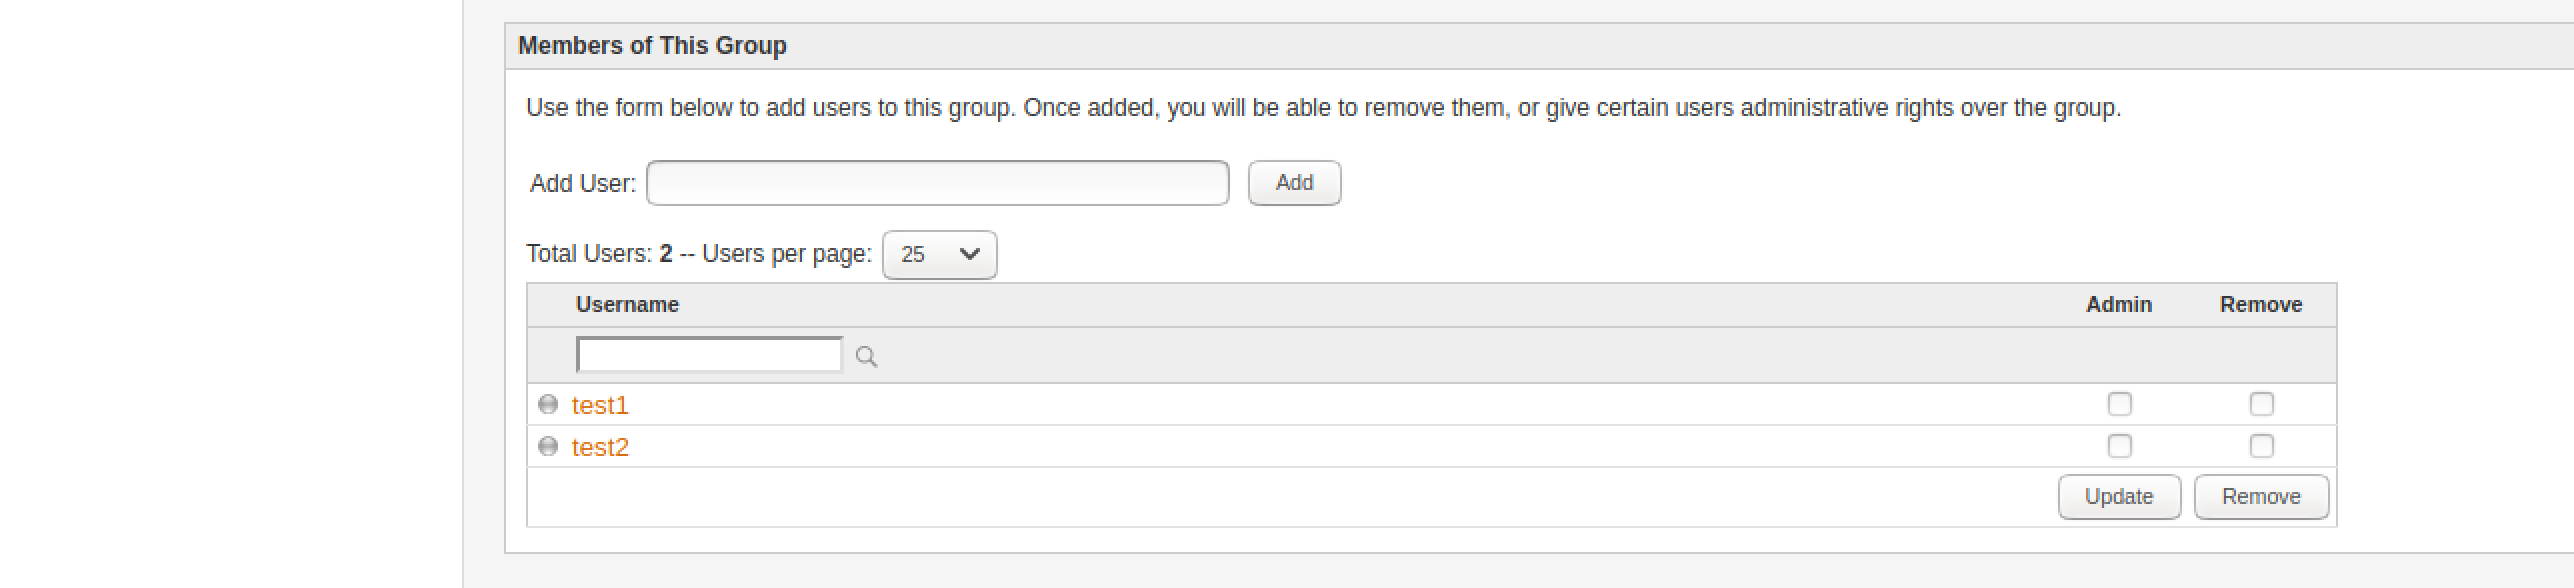 Members of This Group
Use the form below to add users to this group. Once added, you will be able to remove them, or give certain users administrative rights over the group.
Add User: Add
Total Users: 2 -- Users per page: 25
Username Admin Remove
test1
test2
Update Remove